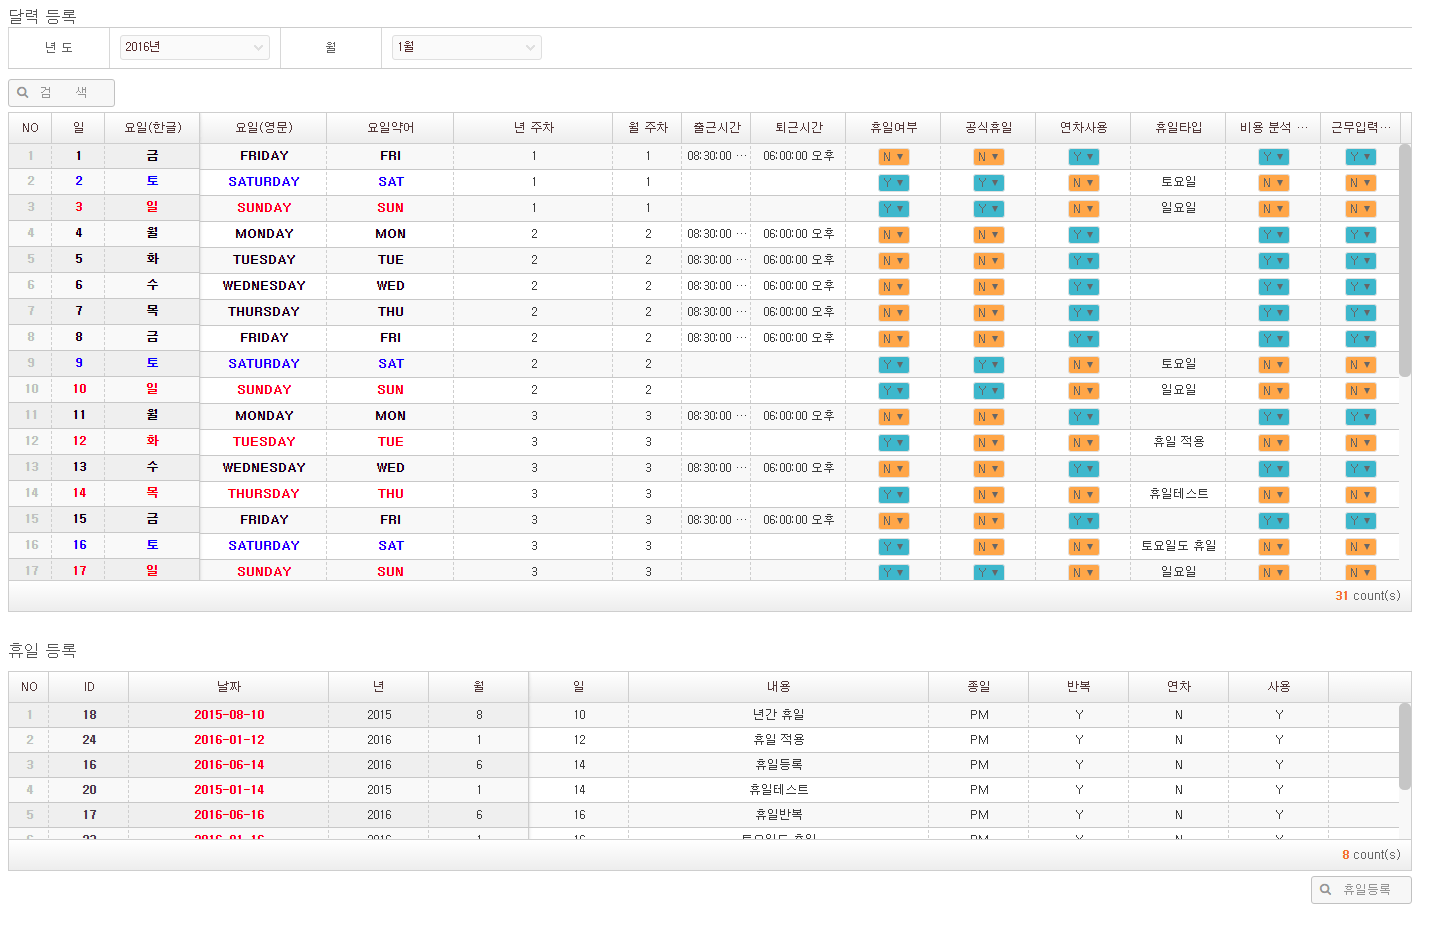 달력 등록
년 도 2016년 월 1월
검 색
NO 일 요일(한글) 요일(영문) 요일약어 년 주차 월 주차 출근시간 퇴근시간 휴일여부 공식휴일 연차사용 휴일타입 비용 분석 ... 근무입력...
1 1 금 FRIDAY FRI 1 1 08:30:00 ... 06:00:00 오후 N N Y Y Y
2 2 토 SATURDAY SAT 1 1 Y Y N 토요일 N N
3 3 일 SUNDAY SUN 1 1 Y Y N 일요일 N N
4 4 월 MONDAY MON 2 2 08:30:00 ... 06:00:00 오후 N N Y Y Y
5 5 화 TUESDAY TUE 2 2 08:30:00 ... 06:00:00 오후 N N Y Y Y
6 6 수 WEDNESDAY WED 2 2 08:30:00 ... 06:00:00 오후 N N Y Y Y
7 7 목 THURSDAY THU 2 2 08:30:00 ... 06:00:00 오후 N N Y Y Y
8 8 금 FRIDAY FRI 2 2 08:30:00 ... 06:00:00 오후 N N Y Y Y
9 9 토 SATURDAY SAT 2 2 Y Y N 토요일 N N
10 10 일 SUNDAY SUN 2 2 Y Y N 일요일 N N
11 11 월 MONDAY MON 3 3 08:30:00 ... 06:00:00 오후 N N Y Y Y
12 12 화 TUESDAY TUE 3 3 Y N N 휴일 적용 N N
13 13 수 WEDNESDAY WED 3 3 08:30:00 ... 06:00:00 오후 N N Y Y Y
14 14 목 THURSDAY THU 3 3 Y N N 휴일테스트 N N
15 15 금 FRIDAY FRI 3 3 08:30:00 ... 06:00:00 오후 N N Y Y Y
16 16 토 SATURDAY SAT 3 3 Y N N 토요일도 휴일 N N
17 17 일 SUNDAY SUN 3 3 Y Y N 일요일 N N
31 count(s)
휴일 등록
NO ID 날짜 년 월 일 내용 종일 반복 연차 사용
1 18 2015-08-10 2015 8 10 년간 휴일 PM Y N Y
2 24 2016-01-12 2016 1 12 휴일 적용 PM Y N Y
3 16 2016-06-14 2016 6 14 휴일등록 PM Y N Y
4 20 2015-01-14 2015 1 14 휴일테스트 PM Y N Y
5 17 2016-06-16 2016 6 16 휴일반복 PM Y N Y
2016-01-16 2016 1 16 토요일도 휴일 PM Y N Y
8 count(s)
휴일등록